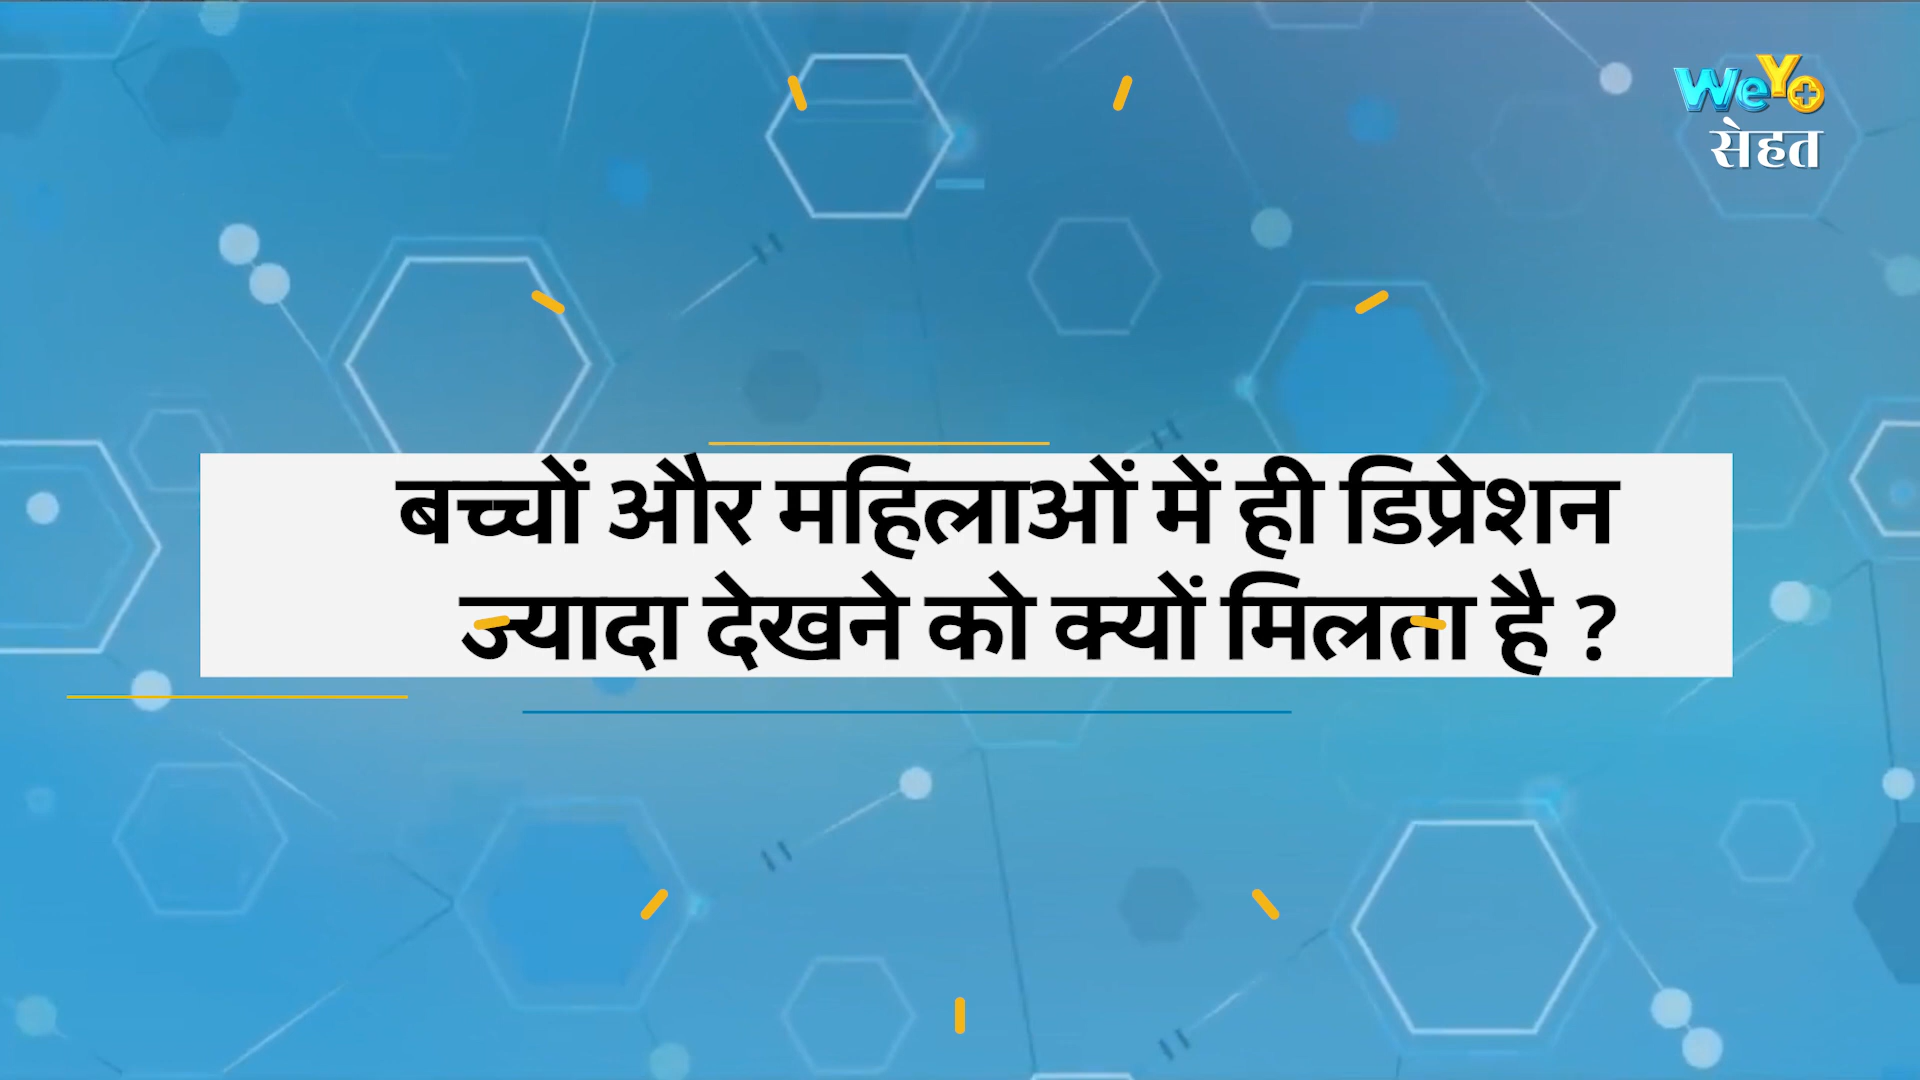 WeYo
सेहत
बच्चों और महिलाओं में ही डिप्रेशन
ज्यादा देखने को क्यों मिलता है ?